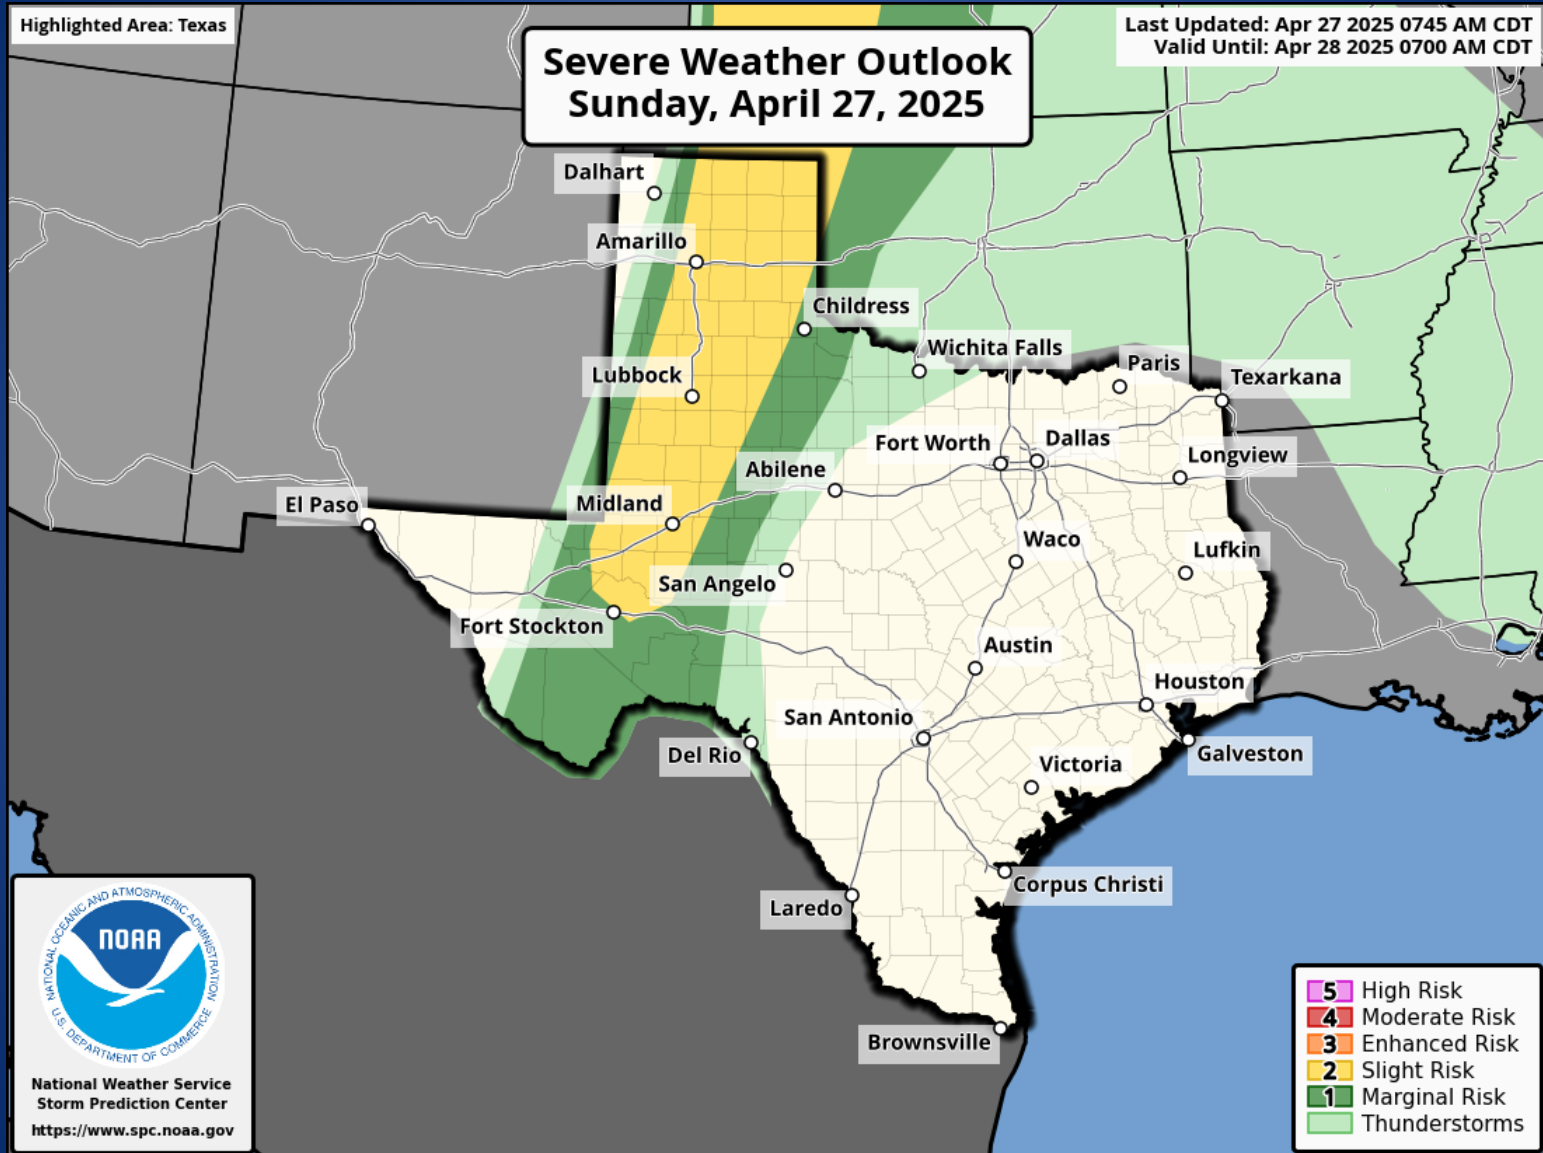 Highlighted Area: Texas
Last Updated: Apr 27 2025 0745 AM CDT
Valid Until: Apr 28 2025 0700 AM CDT
Severe Weather Outlook
Sunday, April 27, 2025
Dalhart
Amarillo
Childress
Wichita Falls
Paris
Texarkana
Lubbock
Fort Worth
Dallas
Longview
Abilene
Midland
El Paso
Waco
Lufkin
San Angelo
Fort Stockton
Austin
Houston
San Antonio
Del Rio
Galveston
Victoria
Corpus Christi
Laredo
Brownsville
NATIONAL OCEANIC AND ATMOSPHERIC ADMINISTRATION
NOAA
U.S. DEPARTMENT OF COMMERCE
National Weather Service
Storm Prediction Center
https://www.spc.noaa.gov
5 High Risk
4 Moderate Risk
3 Enhanced Risk
2 Slight Risk
1 Marginal Risk
Thunderstorms